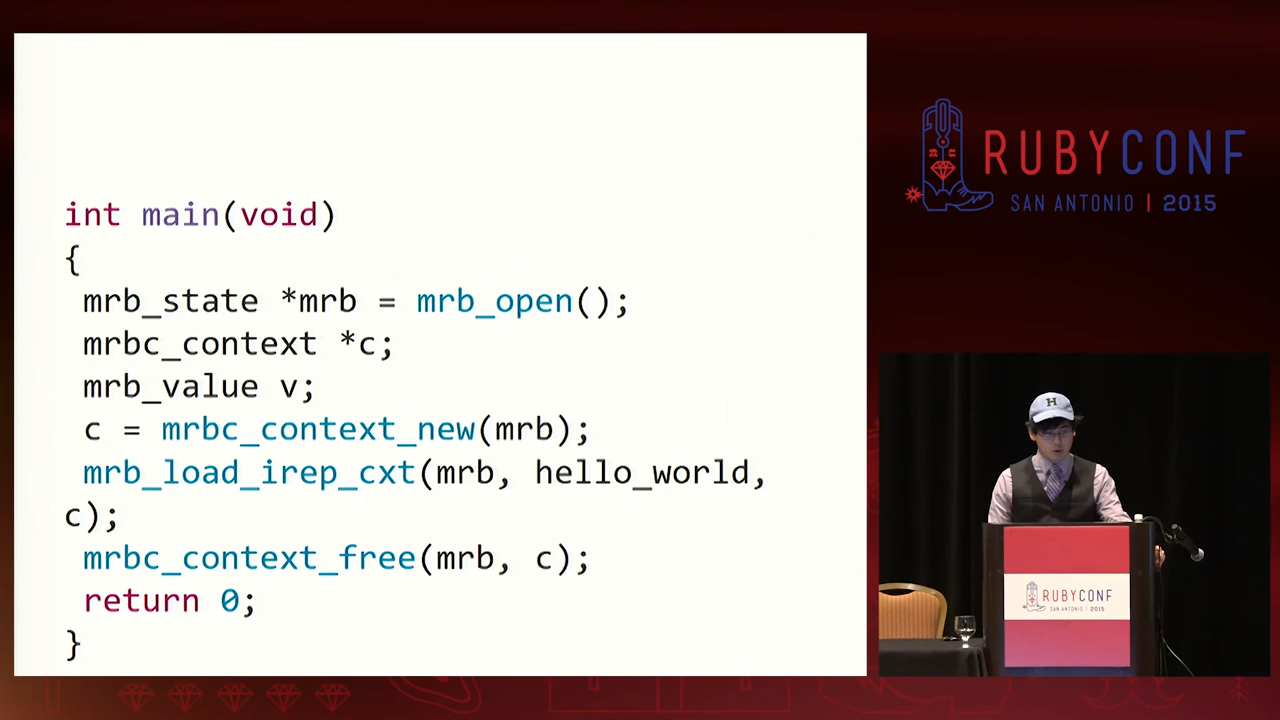 int main(void)
{
mrb_state *mrb = mrb_open();
mrbc_context *c;
mrb_value v;
c = mrbc_context_new(mrb);
mrb_load_irep_cxt(mrb, hello_world,
c);
mrbc_context_free(mrb, c);
return 0;
}
RUBYCONF
SAN ANTONIO | 2015
H
RUBYCONF
SAN ANTONIO | 2015